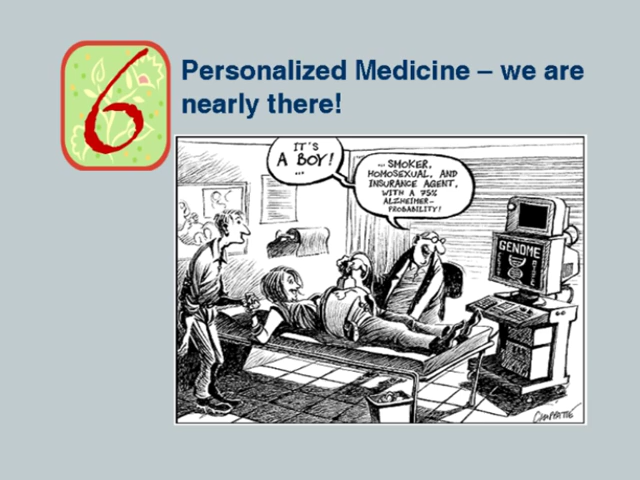 6
Personalized Medicine – we are
nearly there!
IT'S
A BOY!
...
... SMOKER,
HOMOSEXUAL, AND
INSURANCE AGENT,
WITH A 75%
ALZHEIMER-
PROBABILITY!
GENOME
CHAPPATTE